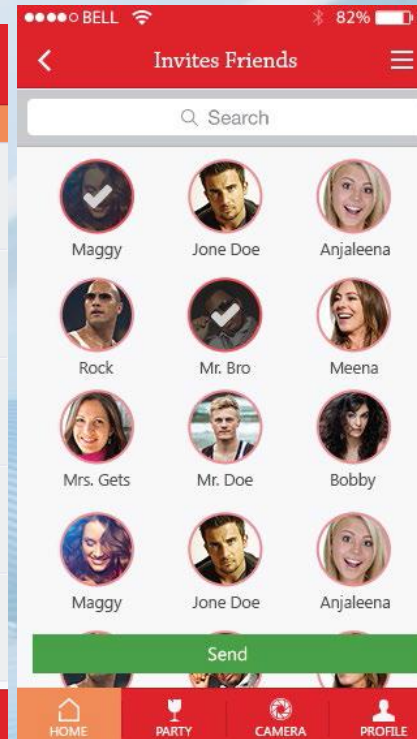 BELL 82%
Invites Friends
Search
Maggy Jone Doe Anjaleena
Rock Mr. Bro Meena
Mrs. Gets Mr. Doe Bobby
Maggy Jone Doe Anjaleena
Send
HOME PARTY CAMERA PROFILE